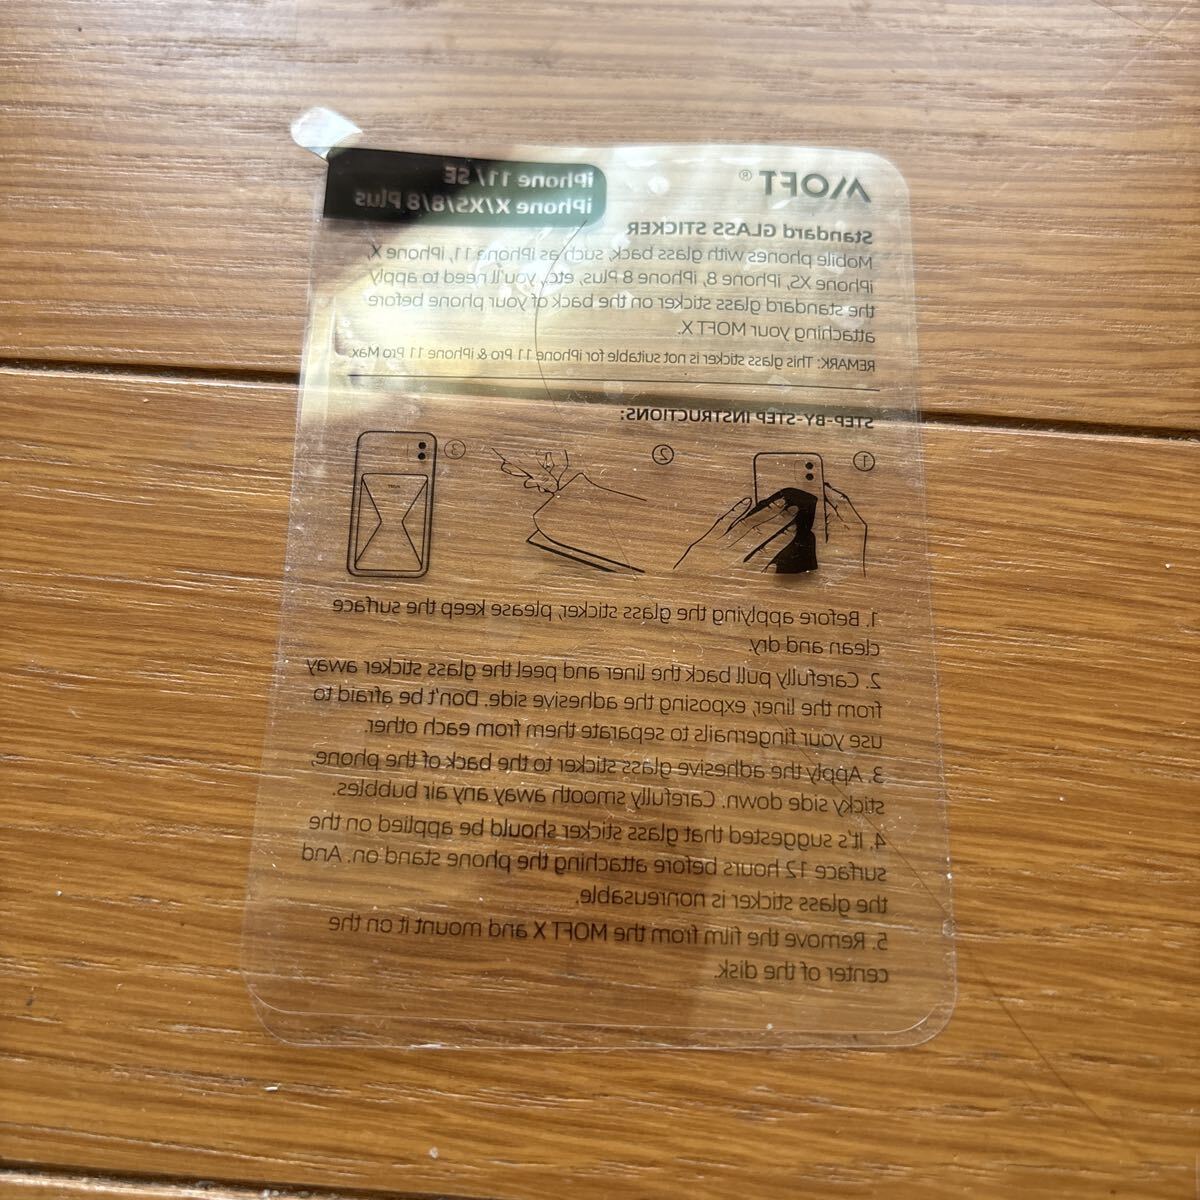 MOFT®
iPhone 11/ SE
iPhone X/XS/8/8 Plus
Standard GLASS STICKER
Mobile phones with glass back, such as iPhone 11, iPhone X,
iPhone XS, iPhone 8, iPhone 8 Plus, etc., you'll need to apply
the standard glass sticker on the back of your phone before
attaching your MOFT X.
REMARK: This glass sticker is not suitable for iPhone 11 Pro & iPhone 11 Pro Max.
STEP-BY-STEP INSTRUCTIONS:
1 2 3
1. Before applying the glass sticker, please keep the surface
clean and dry.
2. Carefully pull back the liner and peel the glass sticker away
from the liner, exposing the adhesive side. Don't be afraid to
use your fingernails to separate them from each other.
3. Apply the adhesive glass sticker to the back of the phone,
sticky side down. Carefully smooth away any air bubbles.
4. It's suggested that glass sticker should be applied on the
surface 12 hours before attaching the phone stand on. And
the glass sticker is nonreusable.
5. Remove the film from the MOFT X and mount it on the
center of the disk.